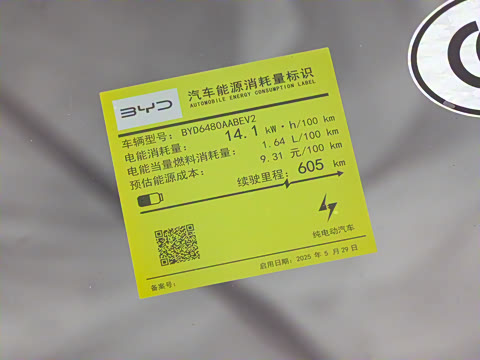 BYD
汽车能源消耗量标识
AUTOMOBILE ENERGY CONSUMPTION LABEL
车辆型号: BYD6480AABEV2
电能消耗量: 14.1 kW·h/100 km
电能当量燃料消耗量: 1.64 L/100 km
预估能源成本: 9.31 元/100 km
续驶里程: 605 km
纯电动汽车
备案号:
启用日期: 2025 年 5 月 29 日